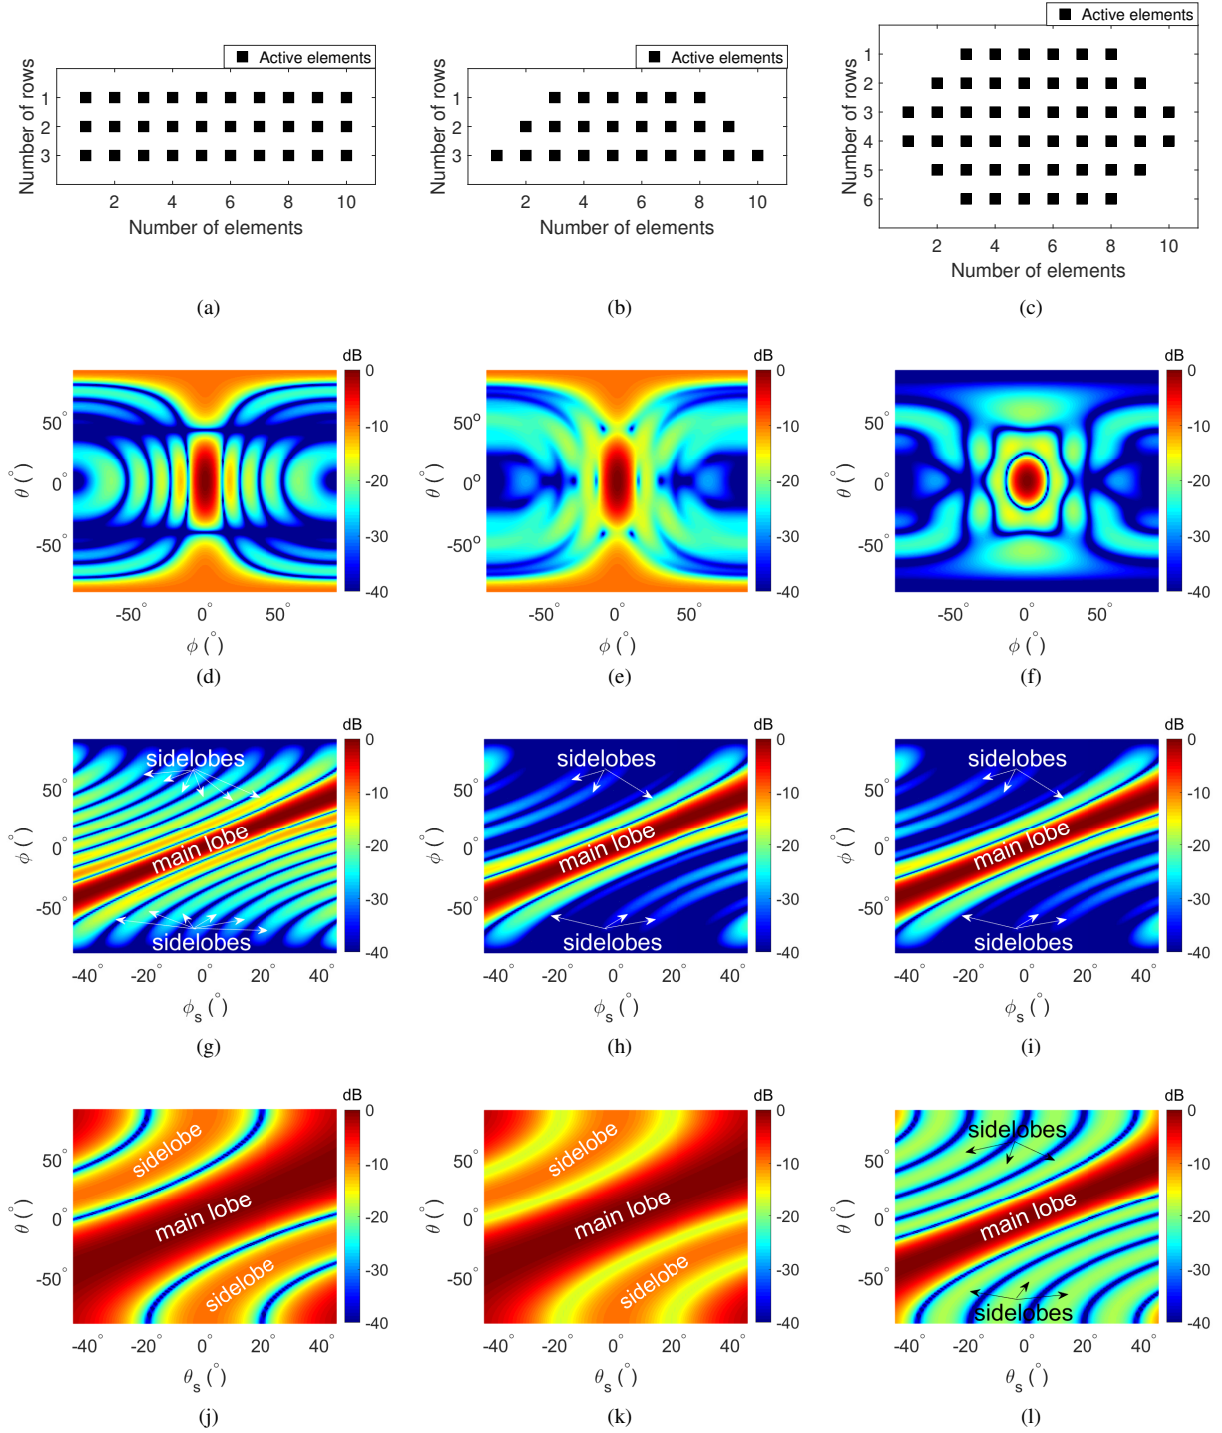 Active elements
Number of rows
1
2
3
2 4 6 8 10
Number of elements
(a)
Active elements
Number of rows
1
2
3
2 4 6 8 10
Number of elements
(b)
Active elements
Number of rows
1
2
3
4
5
6
2 4 6 8 10
Number of elements
(c)
dB
θ (°)
50°
0°
-50°
-50° 0° 50°
ϕ (°)
0
-10
-20
-30
-40
(d)
dB
θ (°)
50°
0°
-50°
-50° 0° 50°
ϕ (°)
0
-10
-20
-30
-40
(e)
dB
θ (°)
50°
0°
-50°
-50° 0° 50°
ϕ (°)
0
-10
-20
-30
-40
(f)
dB
ϕ (°)
50°
0°
-50°
sidelobes
main lobe
sidelobes
-40° -20° 0° 20° 40°
ϕs (°)
0
-10
-20
-30
-40
(g)
dB
ϕ (°)
50°
0°
-50°
sidelobes
main lobe
sidelobes
-40° -20° 0° 20° 40°
ϕs (°)
0
-10
-20
-30
-40
(h)
dB
ϕ (°)
50°
0°
-50°
sidelobes
main lobe
sidelobes
-40° -20° 0° 20° 40°
ϕs (°)
0
-10
-20
-30
-40
(i)
dB
θ (°)
50°
0°
-50°
sidelobe
main lobe
sidelobe
-40° -20° 0° 20° 40°
θs (°)
0
-10
-20
-30
-40
(j)
dB
θ (°)
50°
0°
-50°
sidelobe
main lobe
sidelobe
-40° -20° 0° 20° 40°
θs (°)
0
-10
-20
-30
-40
(k)
dB
θ (°)
50°
0°
-50°
sidelobes
main lobe
sidelobes
-40° -20° 0° 20° 40°
θs (°)
0
-10
-20
-30
-40
(l)